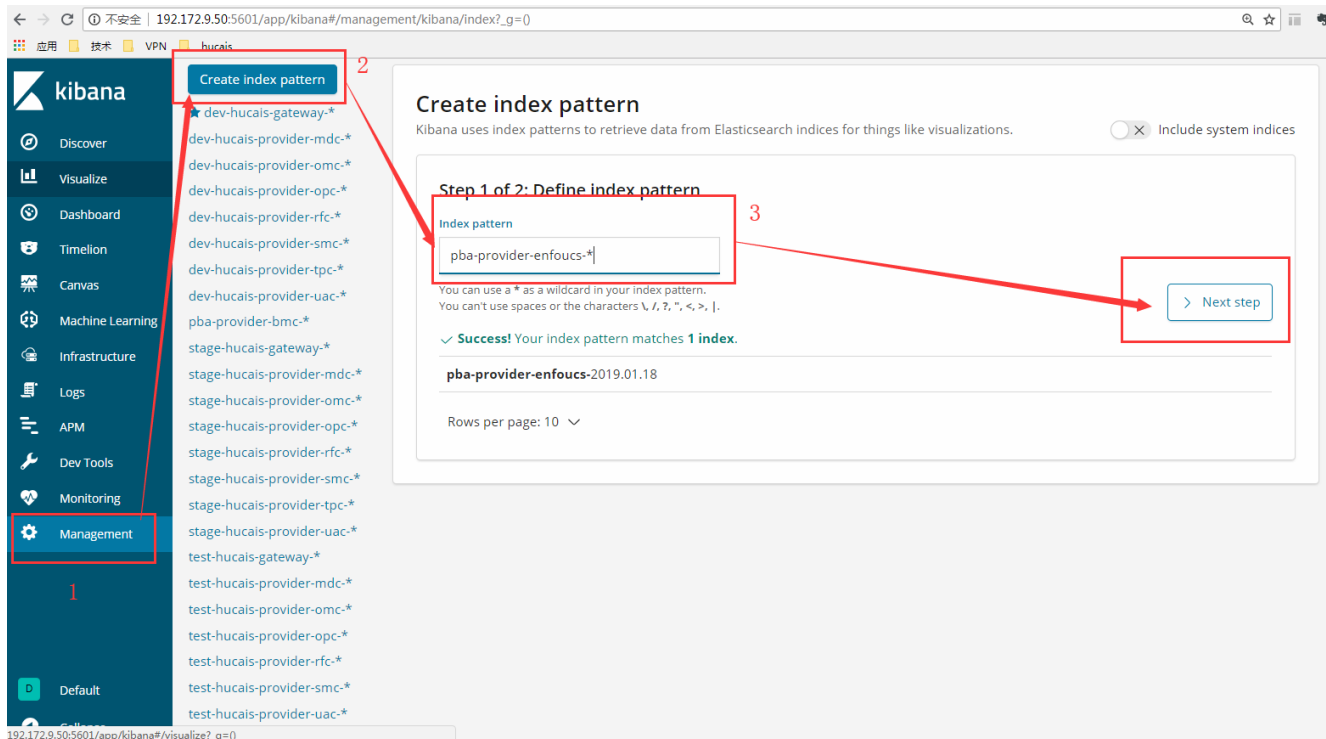 不安全 | 192.172.9.50:5601/app/kibana#/management/kibana/index?_g=()
应用 技术 VPN hucais
kibana
Discover
Visualize
Dashboard
Timelion
Canvas
Machine Learning
Infrastructure
Logs
APM
Dev Tools
Monitoring
Management
1
D Default
Collapse
Create index pattern
2
★ dev-hucais-gateway-*
dev-hucais-provider-mdc-*
dev-hucais-provider-omc-*
dev-hucais-provider-opc-*
dev-hucais-provider-rfc-*
dev-hucais-provider-smc-*
dev-hucais-provider-tpc-*
dev-hucais-provider-uac-*
pba-provider-bmc-*
stage-hucais-gateway-*
stage-hucais-provider-mdc-*
stage-hucais-provider-omc-*
stage-hucais-provider-opc-*
stage-hucais-provider-rfc-*
stage-hucais-provider-smc-*
stage-hucais-provider-tpc-*
stage-hucais-provider-uac-*
test-hucais-gateway-*
test-hucais-provider-mdc-*
test-hucais-provider-omc-*
test-hucais-provider-opc-*
test-hucais-provider-rfc-*
test-hucais-provider-smc-*
test-hucais-provider-uac-*
Create index pattern
Kibana uses index patterns to retrieve data from Elasticsearch indices for things like visualizations.
Include system indices
Step 1 of 2: Define index pattern
Index pattern
3
pba-provider-enfoucs-*
You can use a * as a wildcard in your index pattern.
You can't use spaces or the characters \, /, ?, ", <, >, |.
> Next step
✓ Success! Your index pattern matches 1 index.
pba-provider-enfoucs-2019.01.18
Rows per page: 10
192.172.9.50:5601/app/kibana#/visualize?_g=()